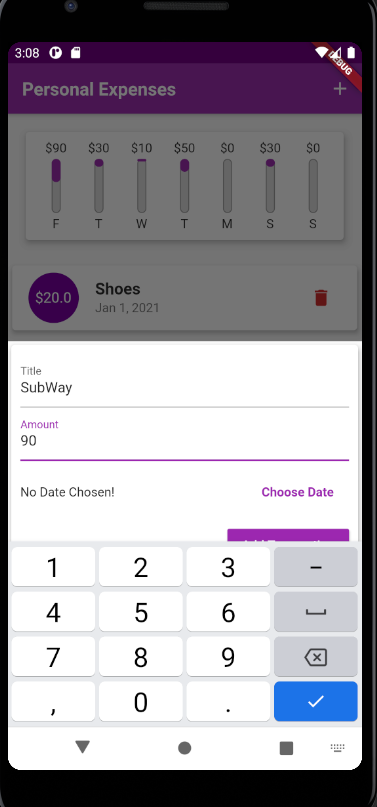 3:08
DEBUG
Personal Expenses
+
$90 $30 $10 $50 $0 $30 $0
F T W T M S S
$20.0
Shoes
Jan 1, 2021
Title
SubWay
Amount
90
No Date Chosen! Choose Date
1 2 3 –
4 5 6
7 8 9
, 0 .